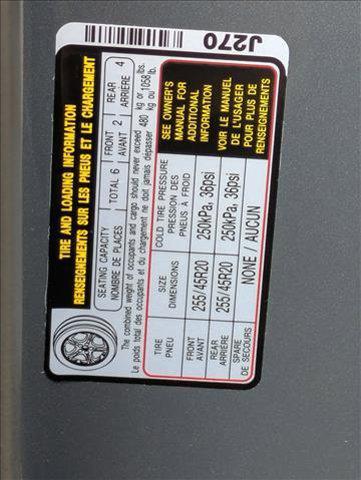 J270
TIRE AND LOADING INFORMATION
RENSEIGNEMENTS SUR LES PNEUS ET LE CHARGEMENT
SEATING CAPACITY TOTAL 6 FRONT 2 REAR 4
NOMBRE DE PLACES AVANT ARRIÈRE
The combined weight of occupants and cargo should never exceed 480 kg or 1058 lbs.
Le poids total des occupants et du chargement ne doit jamais dépasser kg ou lb.
TIRE SIZE COLD TIRE PRESSURE
PNEU DIMENSIONS PRESSION DES PNEUS À FROID
FRONT 255/45R20 250kPa, 36psi
AVANT
REAR 255/45R20 250kPa, 36psi
ARRIÈRE
SPARE NONE / AUCUN
DE SECOURS
SEE OWNER'S
MANUAL FOR
ADDITIONAL
INFORMATION
VOIR LE MANUEL
DE L'USAGER
POUR PLUS DE
RENSEIGNEMENTS